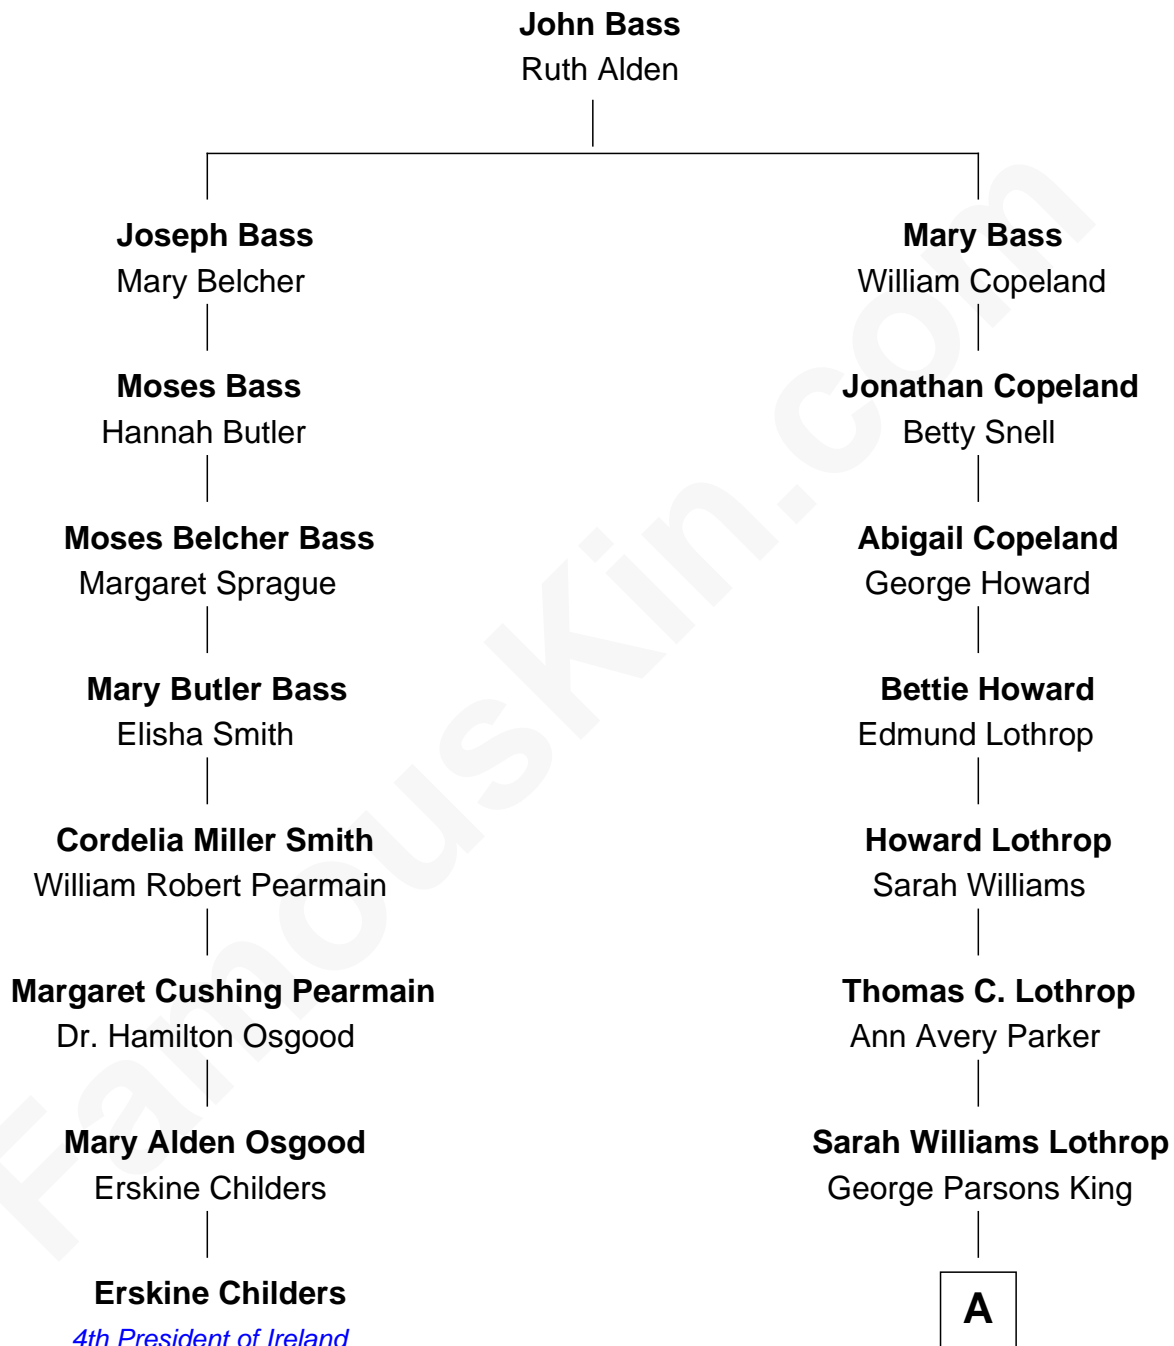 John Bass
Ruth Alden
Joseph Bass
Mary Belcher
Mary Bass
William Copeland
Moses Bass
Hannah Butler
Jonathan Copeland
Betty Snell
Moses Belcher Bass
Margaret Sprague
Abigail Copeland
George Howard
Mary Butler Bass
Elisha Smith
Bettie Howard
Edmund Lothrop
Cordelia Miller Smith
William Robert Pearmain
Howard Lothrop
Sarah Williams
Margaret Cushing Pearmain
Dr. Hamilton Osgood
Thomas C. Lothrop
Ann Avery Parker
Mary Alden Osgood
Erskine Childers
Sarah Williams Lothrop
George Parsons King
Erskine Childers
4th President of Ireland
A
FamousKin.com